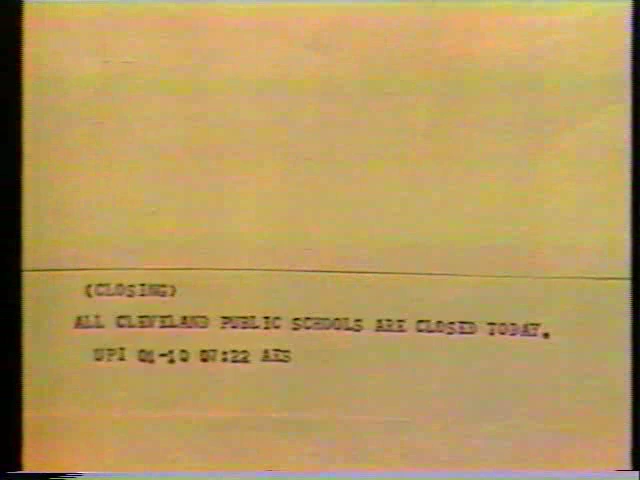 (CLOSING)
ALL CLEVELAND PUBLIC SCHOOLS ARE CLOSED TODAY.
UPI 01-10 07:22 AES